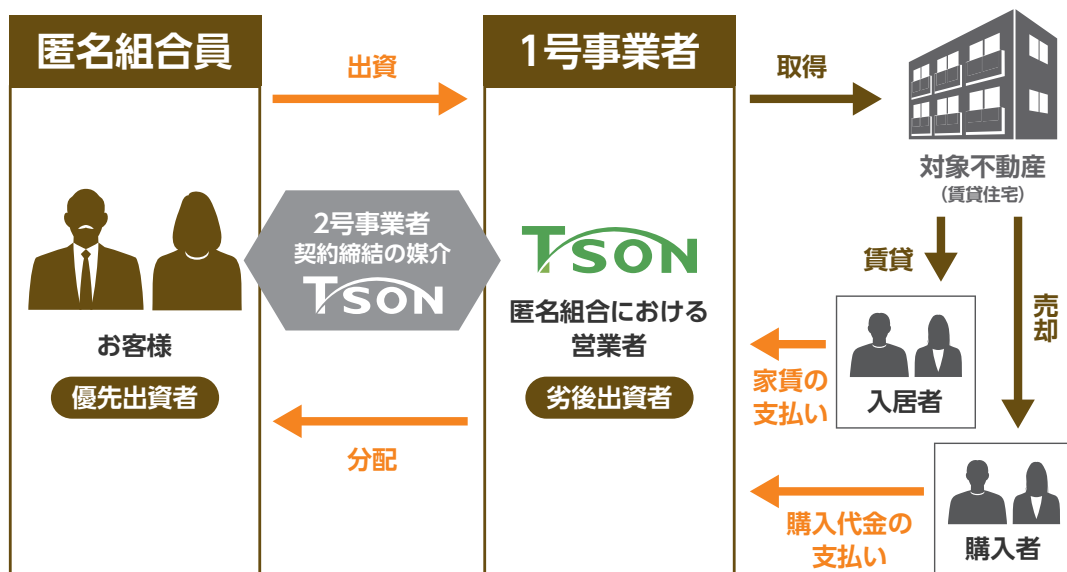 匿名組合員
出資
1号事業者
取得
対象不動産
(賃貸住宅)
2号事業者
契約締結の媒介
TSON
TSON
匿名組合における
営業者
お客様
優先出資者
劣後出資者
分配
賃貸
売却
家賃の
支払い
入居者
購入代金の
支払い
購入者